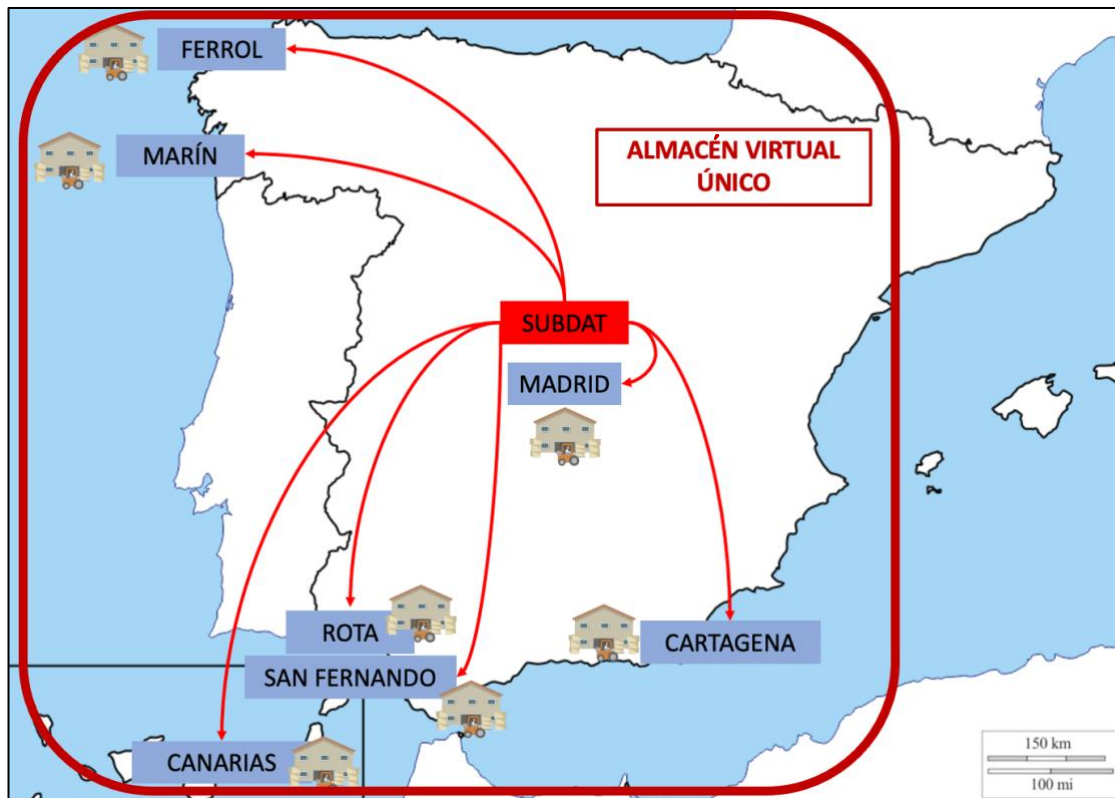 FERROL
MARÍN
ALMACÉN VIRTUAL
ÚNICO
SUBDAT
MADRID
ROTA
SAN FERNANDO
CARTAGENA
CANARIAS
150 km
100 mi